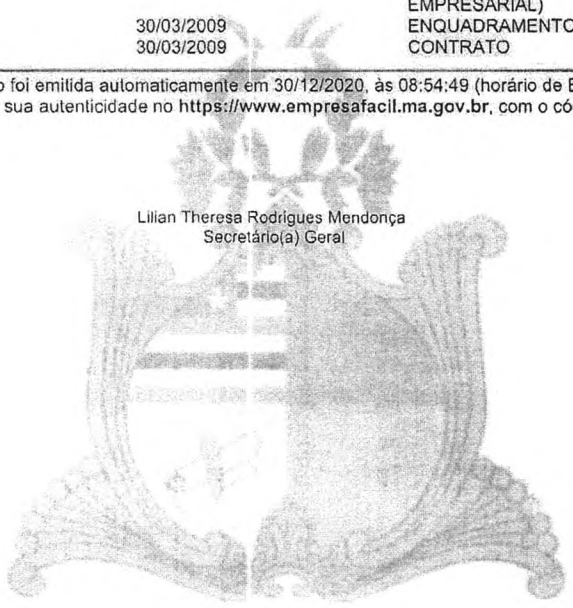 EMPRESARIAL)
30/03/2009 ENQUADRAMENTO
30/03/2009 CONTRATO
o foi emitida automaticamente em 30/12/2020, às 08:54:49 (horário de B
sua autenticidade no https://www.empresafacil.ma.gov.br, com o có
Lilian Theresa Rodrigues Mendonça
Secretário(a) Geral